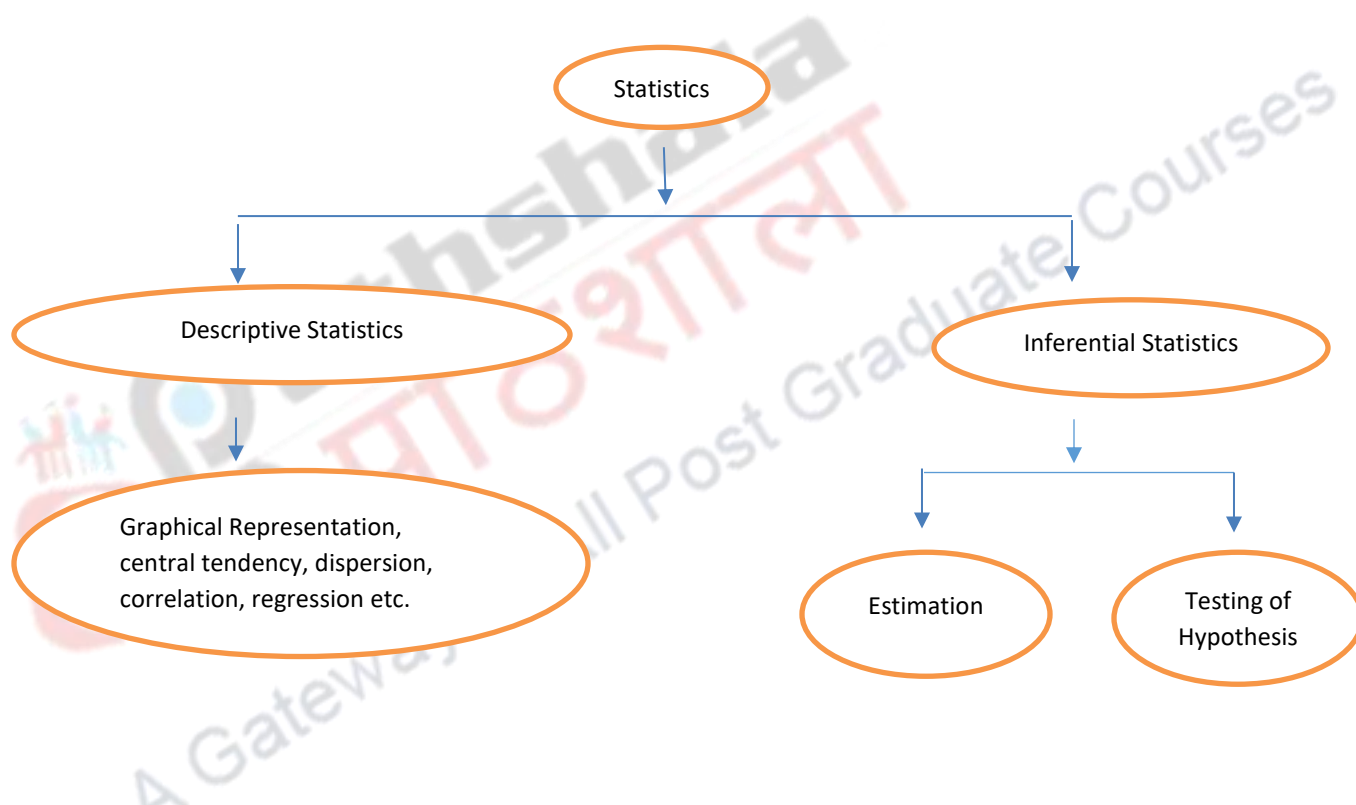 Statistics
Descriptive Statistics
Inferential Statistics
Graphical Representation,
central tendency, dispersion,
correlation, regression etc.
Estimation
Testing of
Hypothesis
पाठशाला
A Gateway All Post Graduate Courses